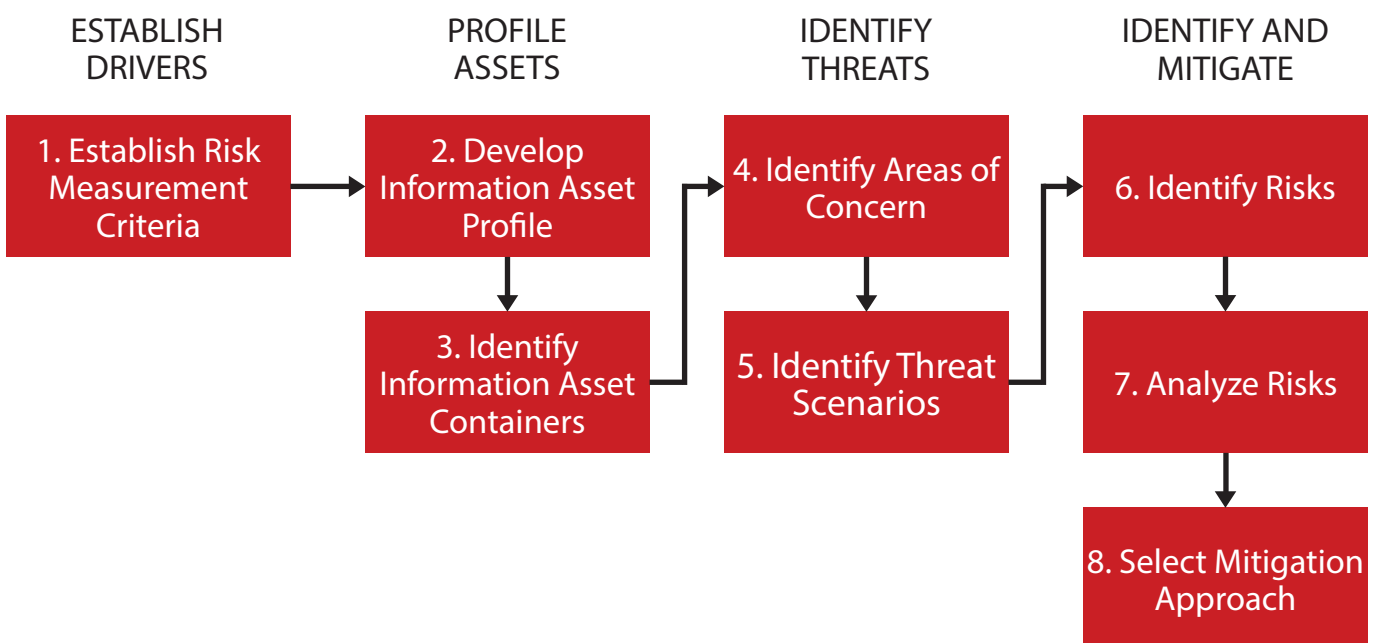 ESTABLISH
DRIVERS
PROFILE
ASSETS
IDENTIFY
THREATS
IDENTIFY AND
MITIGATE
1. Establish Risk
Measurement
Criteria
2. Develop
Information Asset
Profile
3. Identify
Information Asset
Containers
4. Identify Areas of
Concern
5. Identify Threat
Scenarios
6. Identify Risks
7. Analyze Risks
8. Select Mitigation
Approach